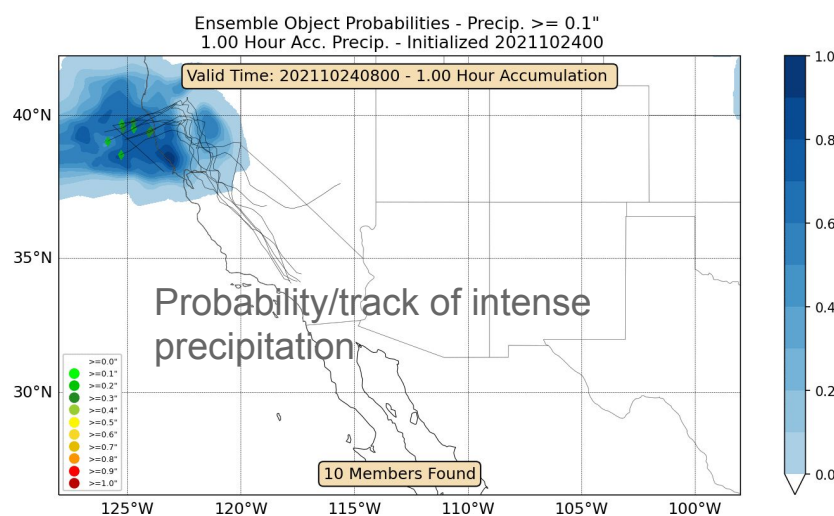 Ensemble Object Probabilities - Precip. >= 0.1"
1.00 Hour Acc. Precip. - Initialized 2021102400
Valid Time: 202110240800 - 1.00 Hour Accumulation
40°N
35°N
30°N
Probability/track of intense
precipitation
>=0.0"
>=0.1"
>=0.2"
>=0.3"
>=0.4"
>=0.5"
>=0.6"
>=0.7"
>=0.8"
>=0.9"
>=1.0"
10 Members Found
125°W
120°W
115°W
110°W
105°W
100°W
1.0
0.8
0.6
0.4
0.2
0.0